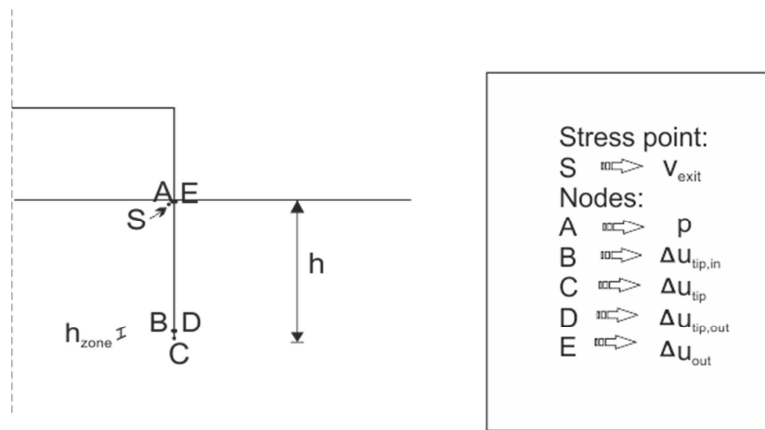 A E
S
h
B D
h_zone
C
Stress point:
S ⇨ v_exit
Nodes:
A ⇨ p
B ⇨ Δu_tip,in
C ⇨ Δu_tip
D ⇨ Δu_tip,out
E ⇨ Δu_out